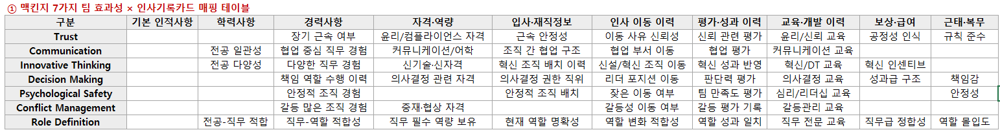 ① 맥킨지 7가지 팀 효과성 × 인사기록카드 매핑 테이블
구분 기본 인적사항 학력사항 경력사항 자격·역량 입사·재직정보 인사 이동 이력 평가·성과 이력 교육·개발 이력 보상·급여 근태·복무
Trust 장기 근속 여부 윤리/컴플라이언스 자격 근속 안정성 이동 사유 신뢰성 신뢰 관련 평가 윤리/신뢰 교육 공정성 인식 규칙 준수
Communication 전공 일관성 협업 중심 직무 경험 커뮤니케이션/어학 조직 간 협업 구조 협업 부서 이동 협업 평가 커뮤니케이션 교육
Innovative Thinking 전공 다양성 다양한 직무 경험 신기술·신자격 혁신 조직 배치 이력 신설/혁신 조직 이동 혁신 성과 반영 혁신/DT 교육 혁신 인센티브
Decision Making 책임 역할 수행 이력 의사결정 관련 자격 의사결정 권한 직위 리더 포지션 이동 판단력 평가 의사결정 교육 성과급 구조 책임감
Psychological Safety 안정적 조직 경험 안정적 조직 배치 잦은 이동 여부 팀 만족도 평가 심리/리더십 교육 안정성
Conflict Management 갈등 많은 조직 경험 중재·협상 자격 갈등성 이동 여부 갈등 평가 기록 갈등관리 교육
Role Definition 전공-직무 적합 직무-역할 적합성 직무 필수 역량 보유 현재 역할 명확성 역할 변화 적합성 역할 성과 일치 직무 전문 교육 직무급 정합성 역할 몰입도